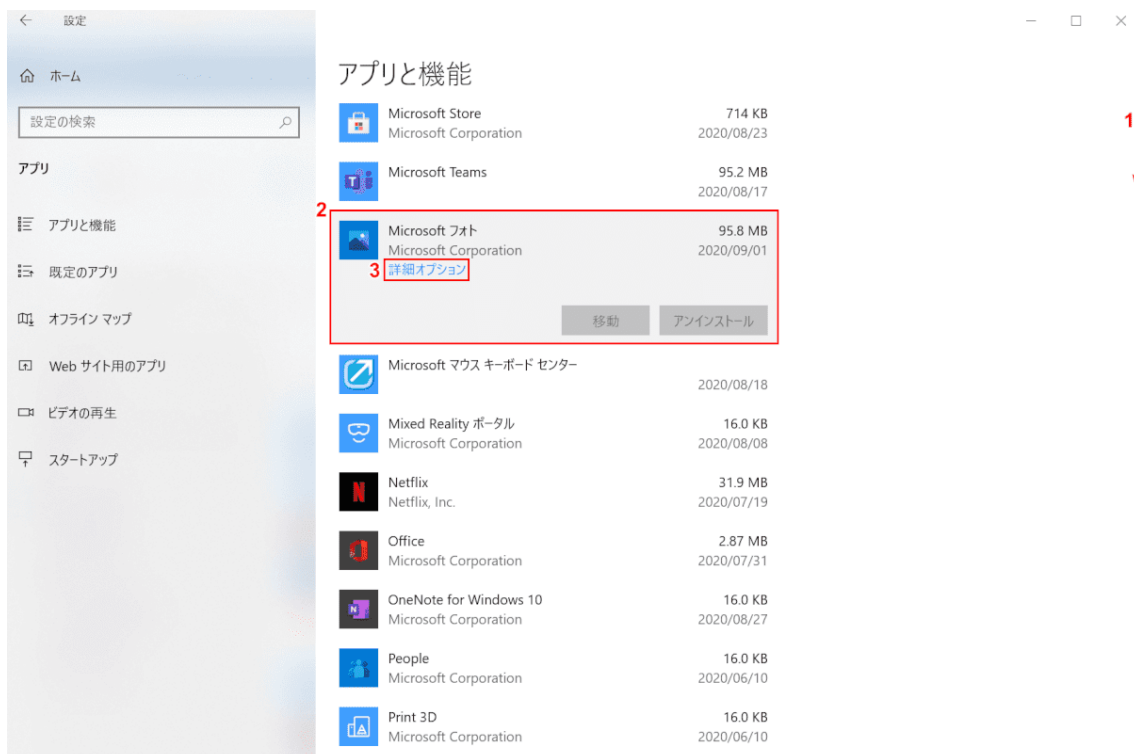 設定
ホーム
設定の検索
アプリ
アプリと機能
既定のアプリ
オフライン マップ
Web サイト用のアプリ
ビデオの再生
スタートアップ
アプリと機能
Microsoft Store 714 KB
Microsoft Corporation 2020/08/23
1
Microsoft Teams 95.2 MB
2020/08/17
2
Microsoft フォト 95.8 MB
Microsoft Corporation 2020/09/01
3 詳細オプション
移動 アンインストール
Microsoft マウス キーボード センター
2020/08/18
Mixed Reality ポータル 16.0 KB
Microsoft Corporation 2020/08/08
Netflix 31.9 MB
Netflix, Inc. 2020/07/19
Office 2.87 MB
Microsoft Corporation 2020/07/31
OneNote for Windows 10 16.0 KB
Microsoft Corporation 2020/08/27
People 16.0 KB
Microsoft Corporation 2020/06/10
Print 3D 16.0 KB
Microsoft Corporation 2020/06/10